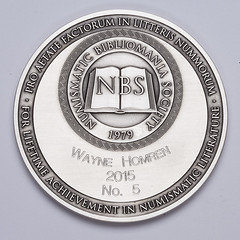 · PRO AETATE FACTORUM IN LITTERIS NUMMORUM ·
FOR LIFETIME ACHIEVEMENT IN NUMISMATIC LITERATURE
NUMISMATIC BIBLIOMANIA SOCIETY
NBS
1979
WAYNE HOMREN
2015
No. 5